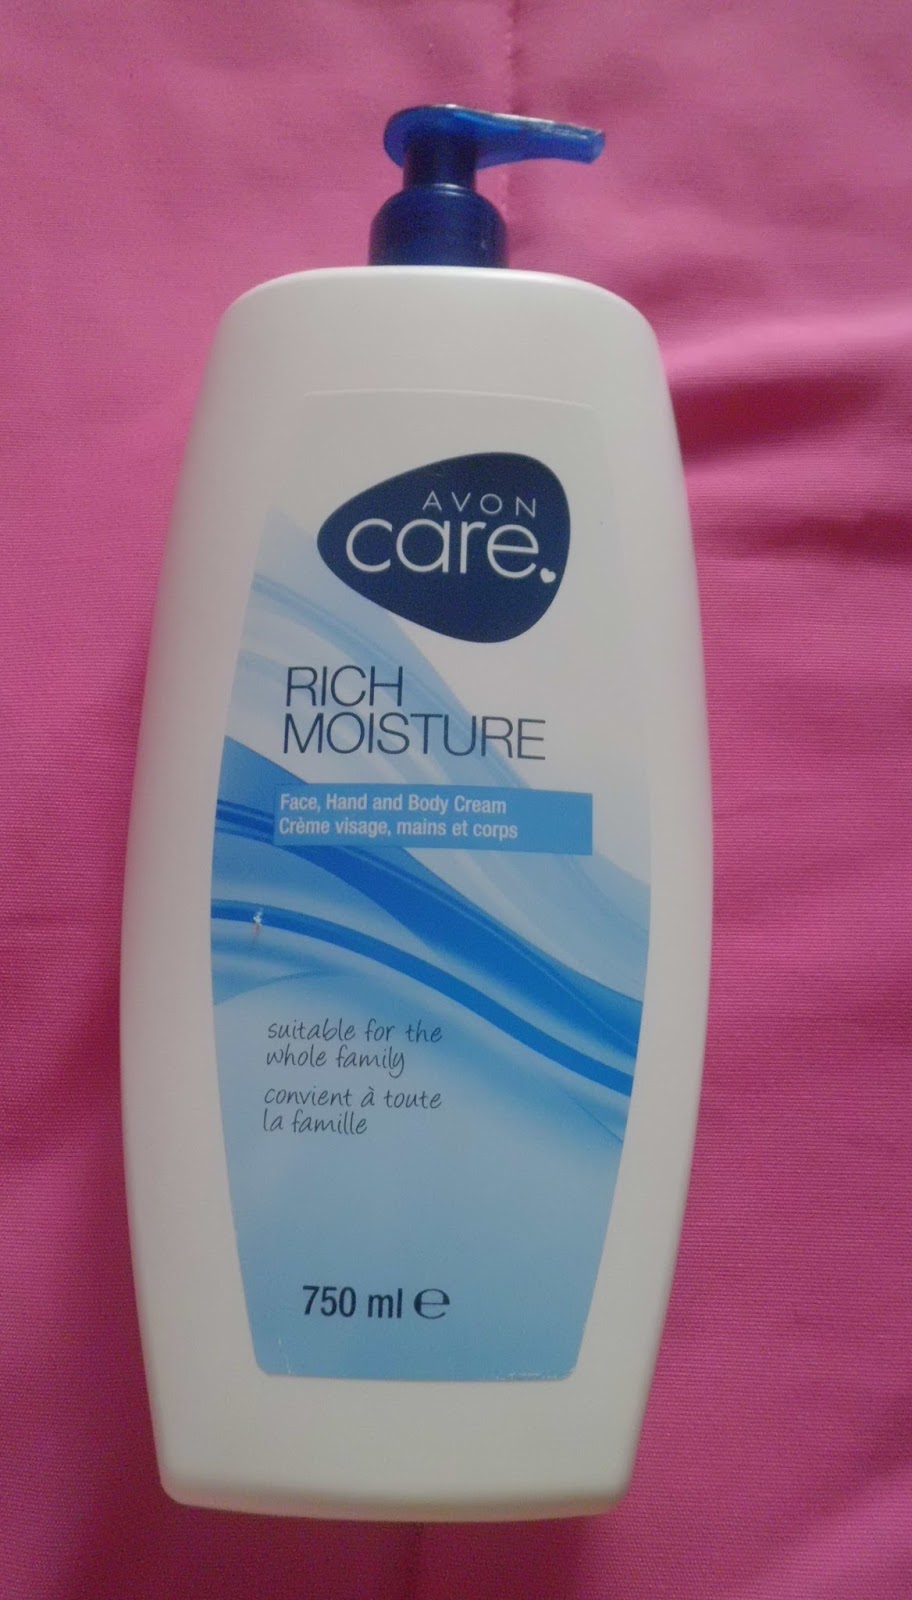 AVON
care.
RICH
MOISTURE
Face, Hand and Body Cream
Crème visage, mains et corps
suitable for the
whole family
convient à toute
la famille
750 ml ℮